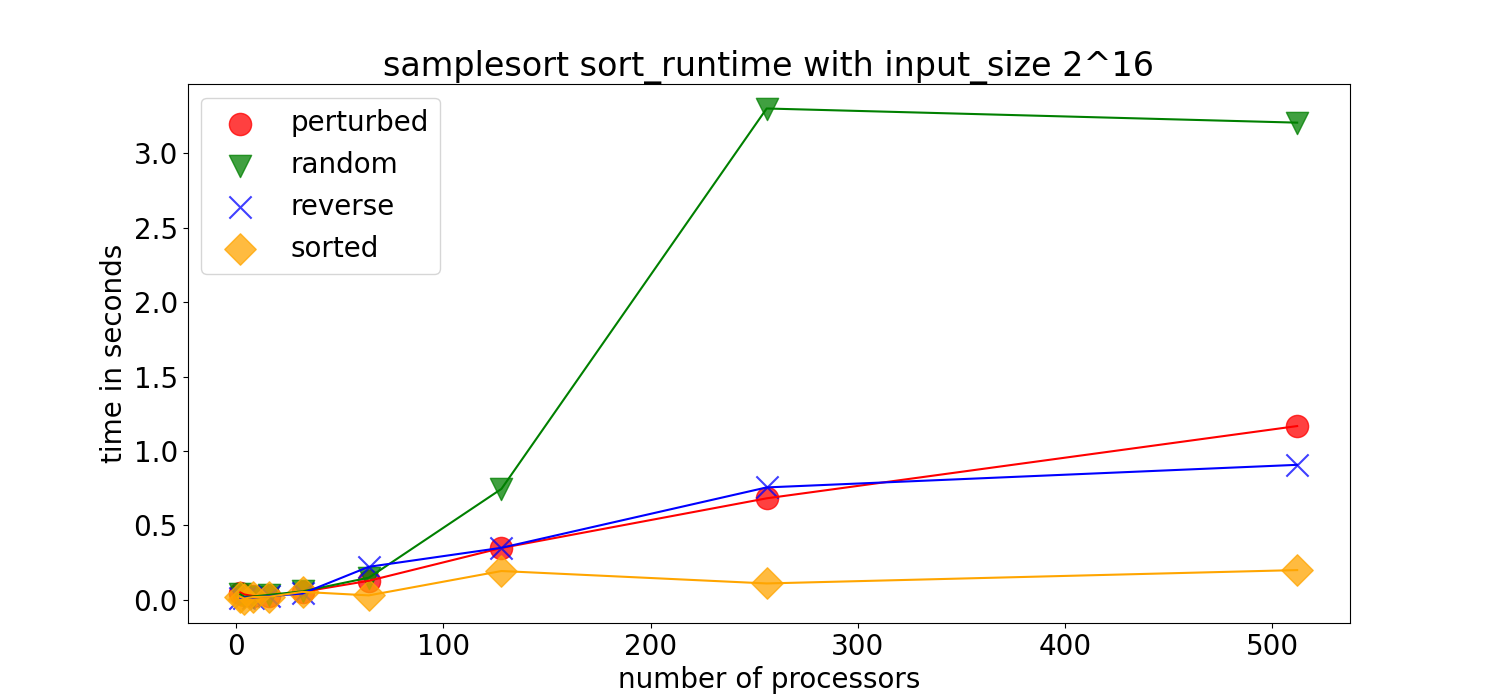 samplesort sort_runtime with input_size 2^16
perturbed
random
reverse
sorted
time in seconds
3.0
2.5
2.0
1.5
1.0
0.5
0.0
0 100 200 300 400 500
number of processors